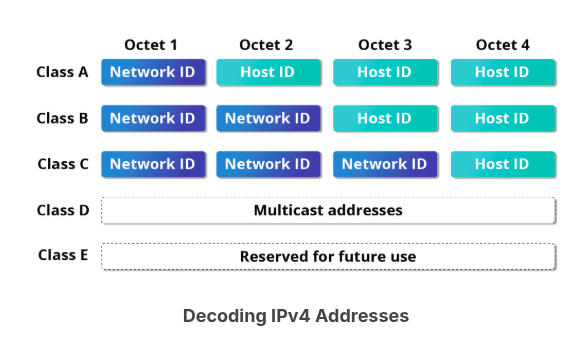 Octet 1 Octet 2 Octet 3 Octet 4
Class A Network ID Host ID Host ID Host ID
Class B Network ID Network ID Host ID Host ID
Class C Network ID Network ID Network ID Host ID
Class D Multicast addresses
Class E Reserved for future use
Decoding IPv4 Addresses